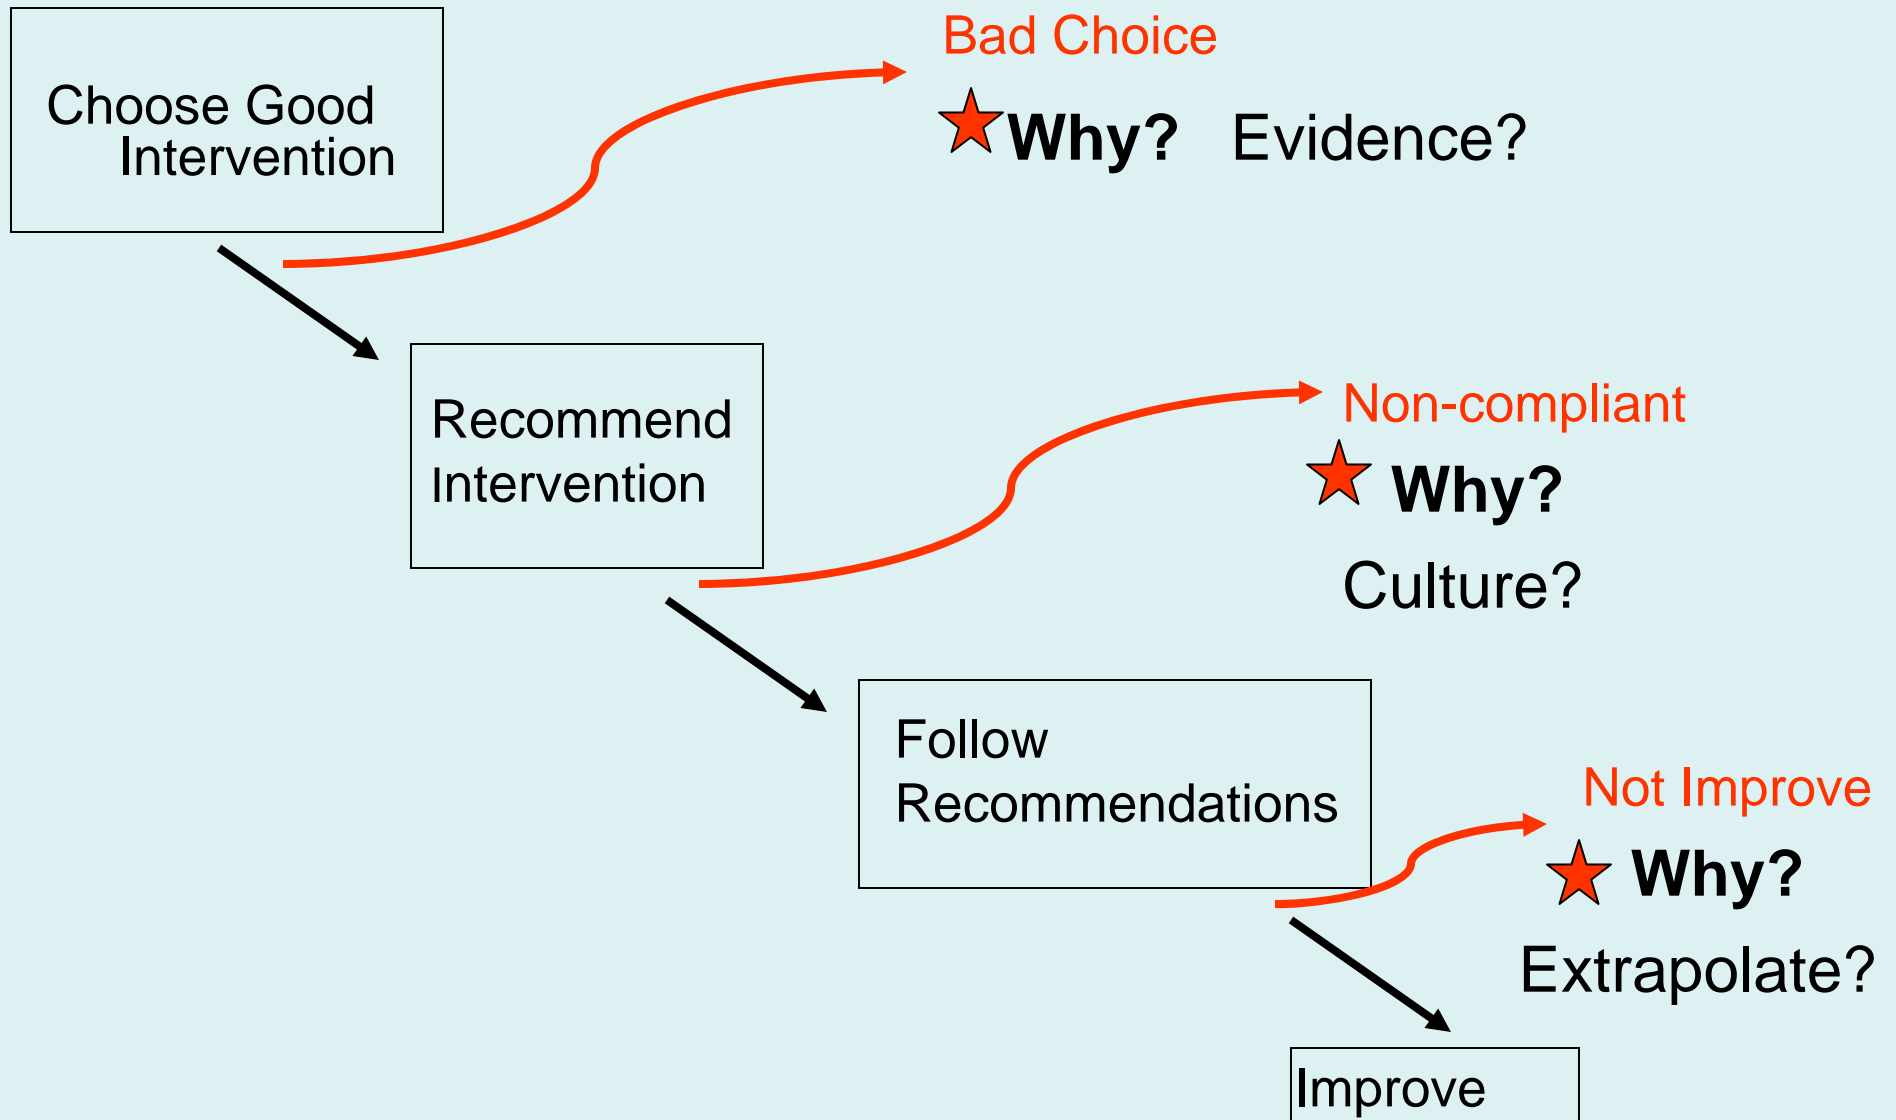 Bad Choice
Choose Good
Intervention
Why? Evidence?
Recommend
Intervention
Non-compliant
Why?
Culture?
Follow
Recommendations
Not Improve
Why?
Extrapolate?
Improve